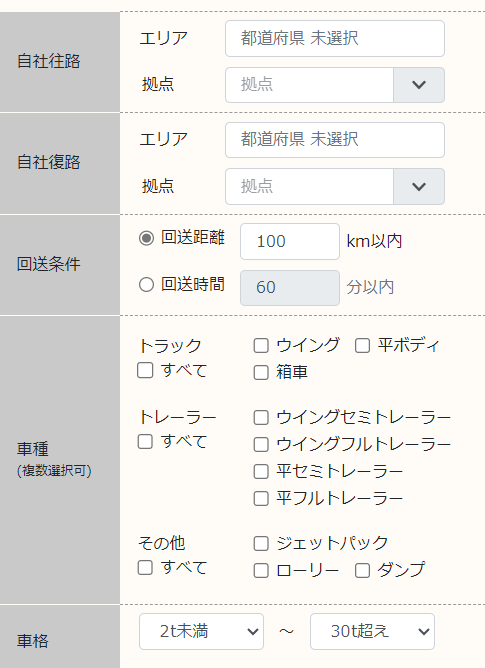 自社往路
エリア 都道府県 未選択
拠点 拠点
自社復路
エリア 都道府県 未選択
拠点 拠点
回送条件
回送距離 100 km以内
回送時間 60 分以内
車種
(複数選択可)
トラック
すべて
ウイング 平ボディ
箱車
トレーラー
すべて
ウイングセミトレーラー
ウイングフルトレーラー
平セミトレーラー
平フルトレーラー
その他
すべて
ジェットパック
ローリー ダンプ
車格
2t未満 ～ 30t超え